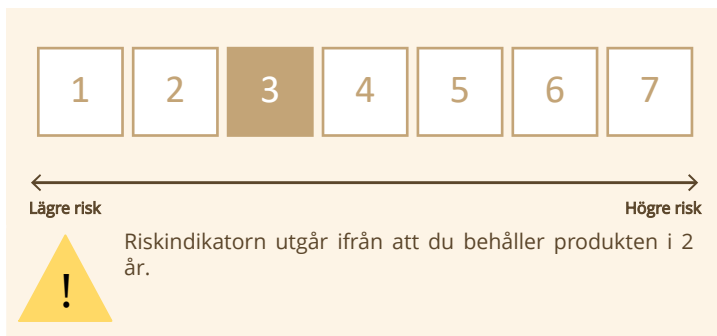 1 2 3 4 5 6 7
Lägre risk Högre risk
Riskindikatorn utgår ifrån att du behåller produkten i 2
år.
!